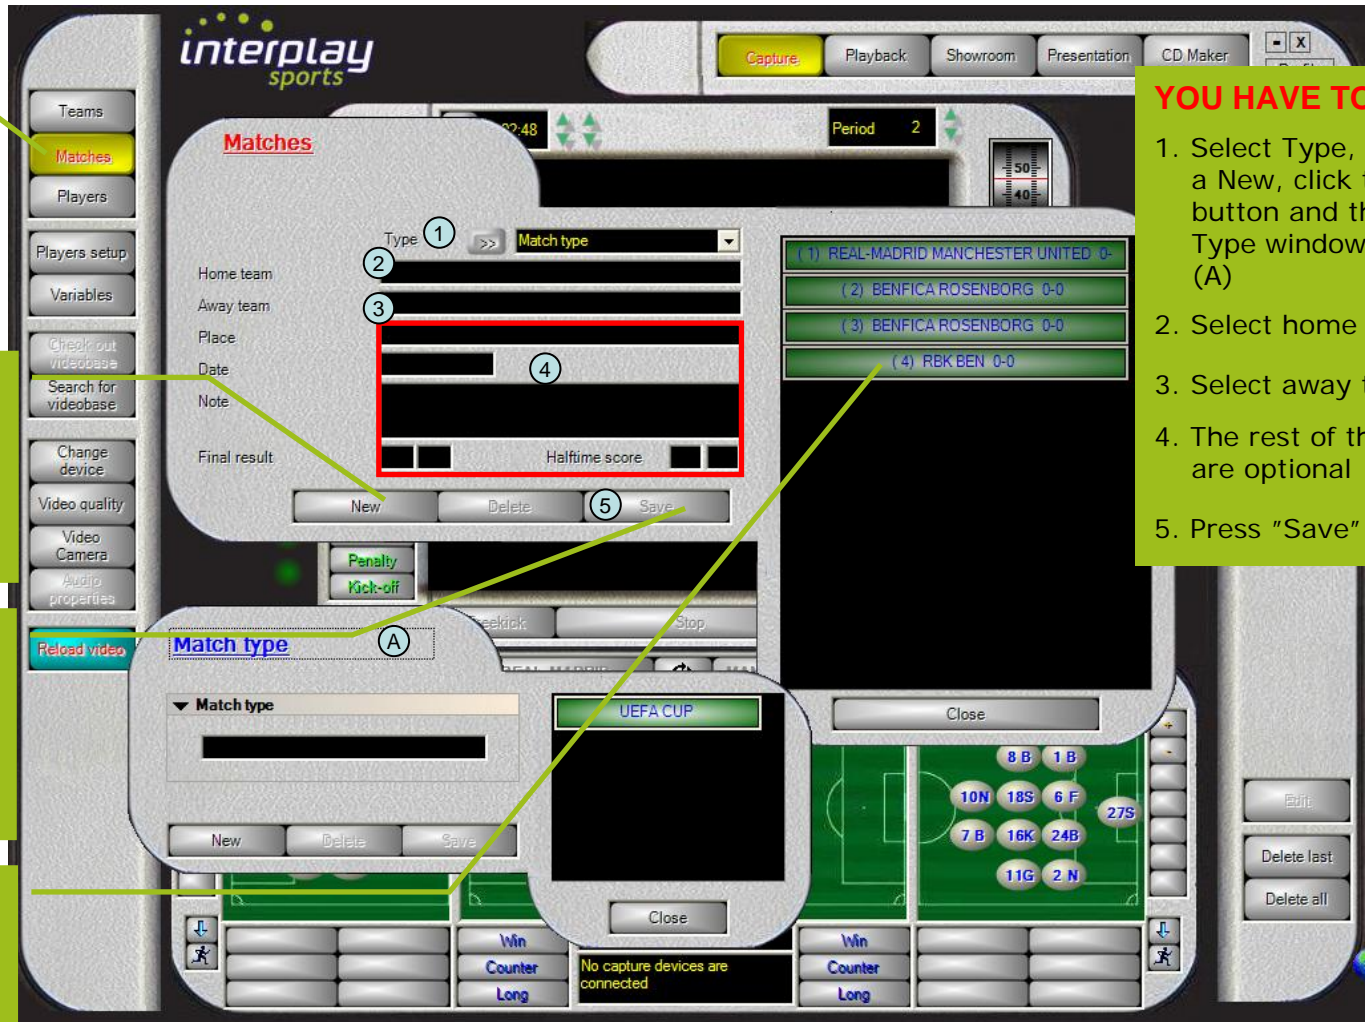 interplay
sports
Capture
Playback
Showroom
Presentation
CD Maker
- X
Teams
Matches
Players
Players setup
Variables
Check out
videobase
Search for
videobase
Change
device
Video quality
Video
Camera
Audio
properties
Reload video
Matches
2:48
Period 2
50
40
Type 1 >> Match type
2
Home team
Away team
3
Place
Date
4
Note
Final result
Halftime score
New
Delete
5
Save
(1) REAL-MADRID MANCHESTER UNITED 0-
(2) BENFICA ROSENBORG 0-0
(3) BENFICA ROSENBORG 0-0
(4) RBK BEN 0-0
Close
YOU HAVE TO
1. Select Type,
a New, click
button and th
Type window
(A)
2. Select home
3. Select away
4. The rest of th
are optional
5. Press "Save"
Penalty
Kick-off
eekick
Stop
Match type
A
Match type
New
Delete
Save
UEFA CUP
Close
8 B 1 B
10N 18S 6 F
27S
7 B 16K 24B
11G 2 N
+
-
Edit
Delete last
Delete all
Win
Counter
Long
No capture devices are
connected
Win
Counter
Long